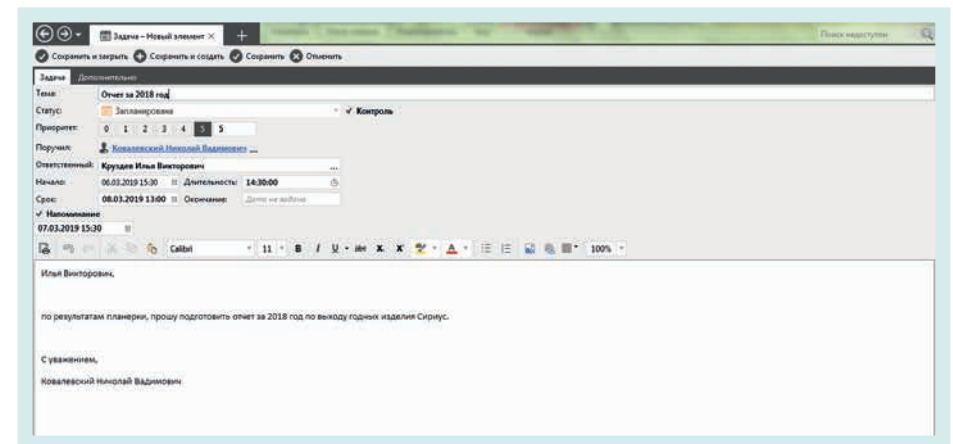 Задача – Новый элемент × +
Поиск недоступен
Сохранить и закрыть Сохранить и создать Сохранить Отменить
Задача Дополнительно
Тема: Отчет за 2018 год
Статус: Запланирована ✓ Контроль
Приоритет: 0 1 2 3 4 5 5
Поручил: Ковалевский Николай Вадимович ...
Ответственный: Круздев Илья Викторович ...
Начало: 06.03.2019 15:30 Длительность: 14:30:00
Срок: 08.03.2019 13:00 Окончание: Дата не задана
✓ Напоминание
07.03.2019 15:30
Calibri 11 B I U abc X X A 100%
Илья Викторович,
по результатам планерки, прошу подготовить отчет за 2018 год по выходу годных изделия Сириус.
С уважением,
Ковалевский Николай Вадимович